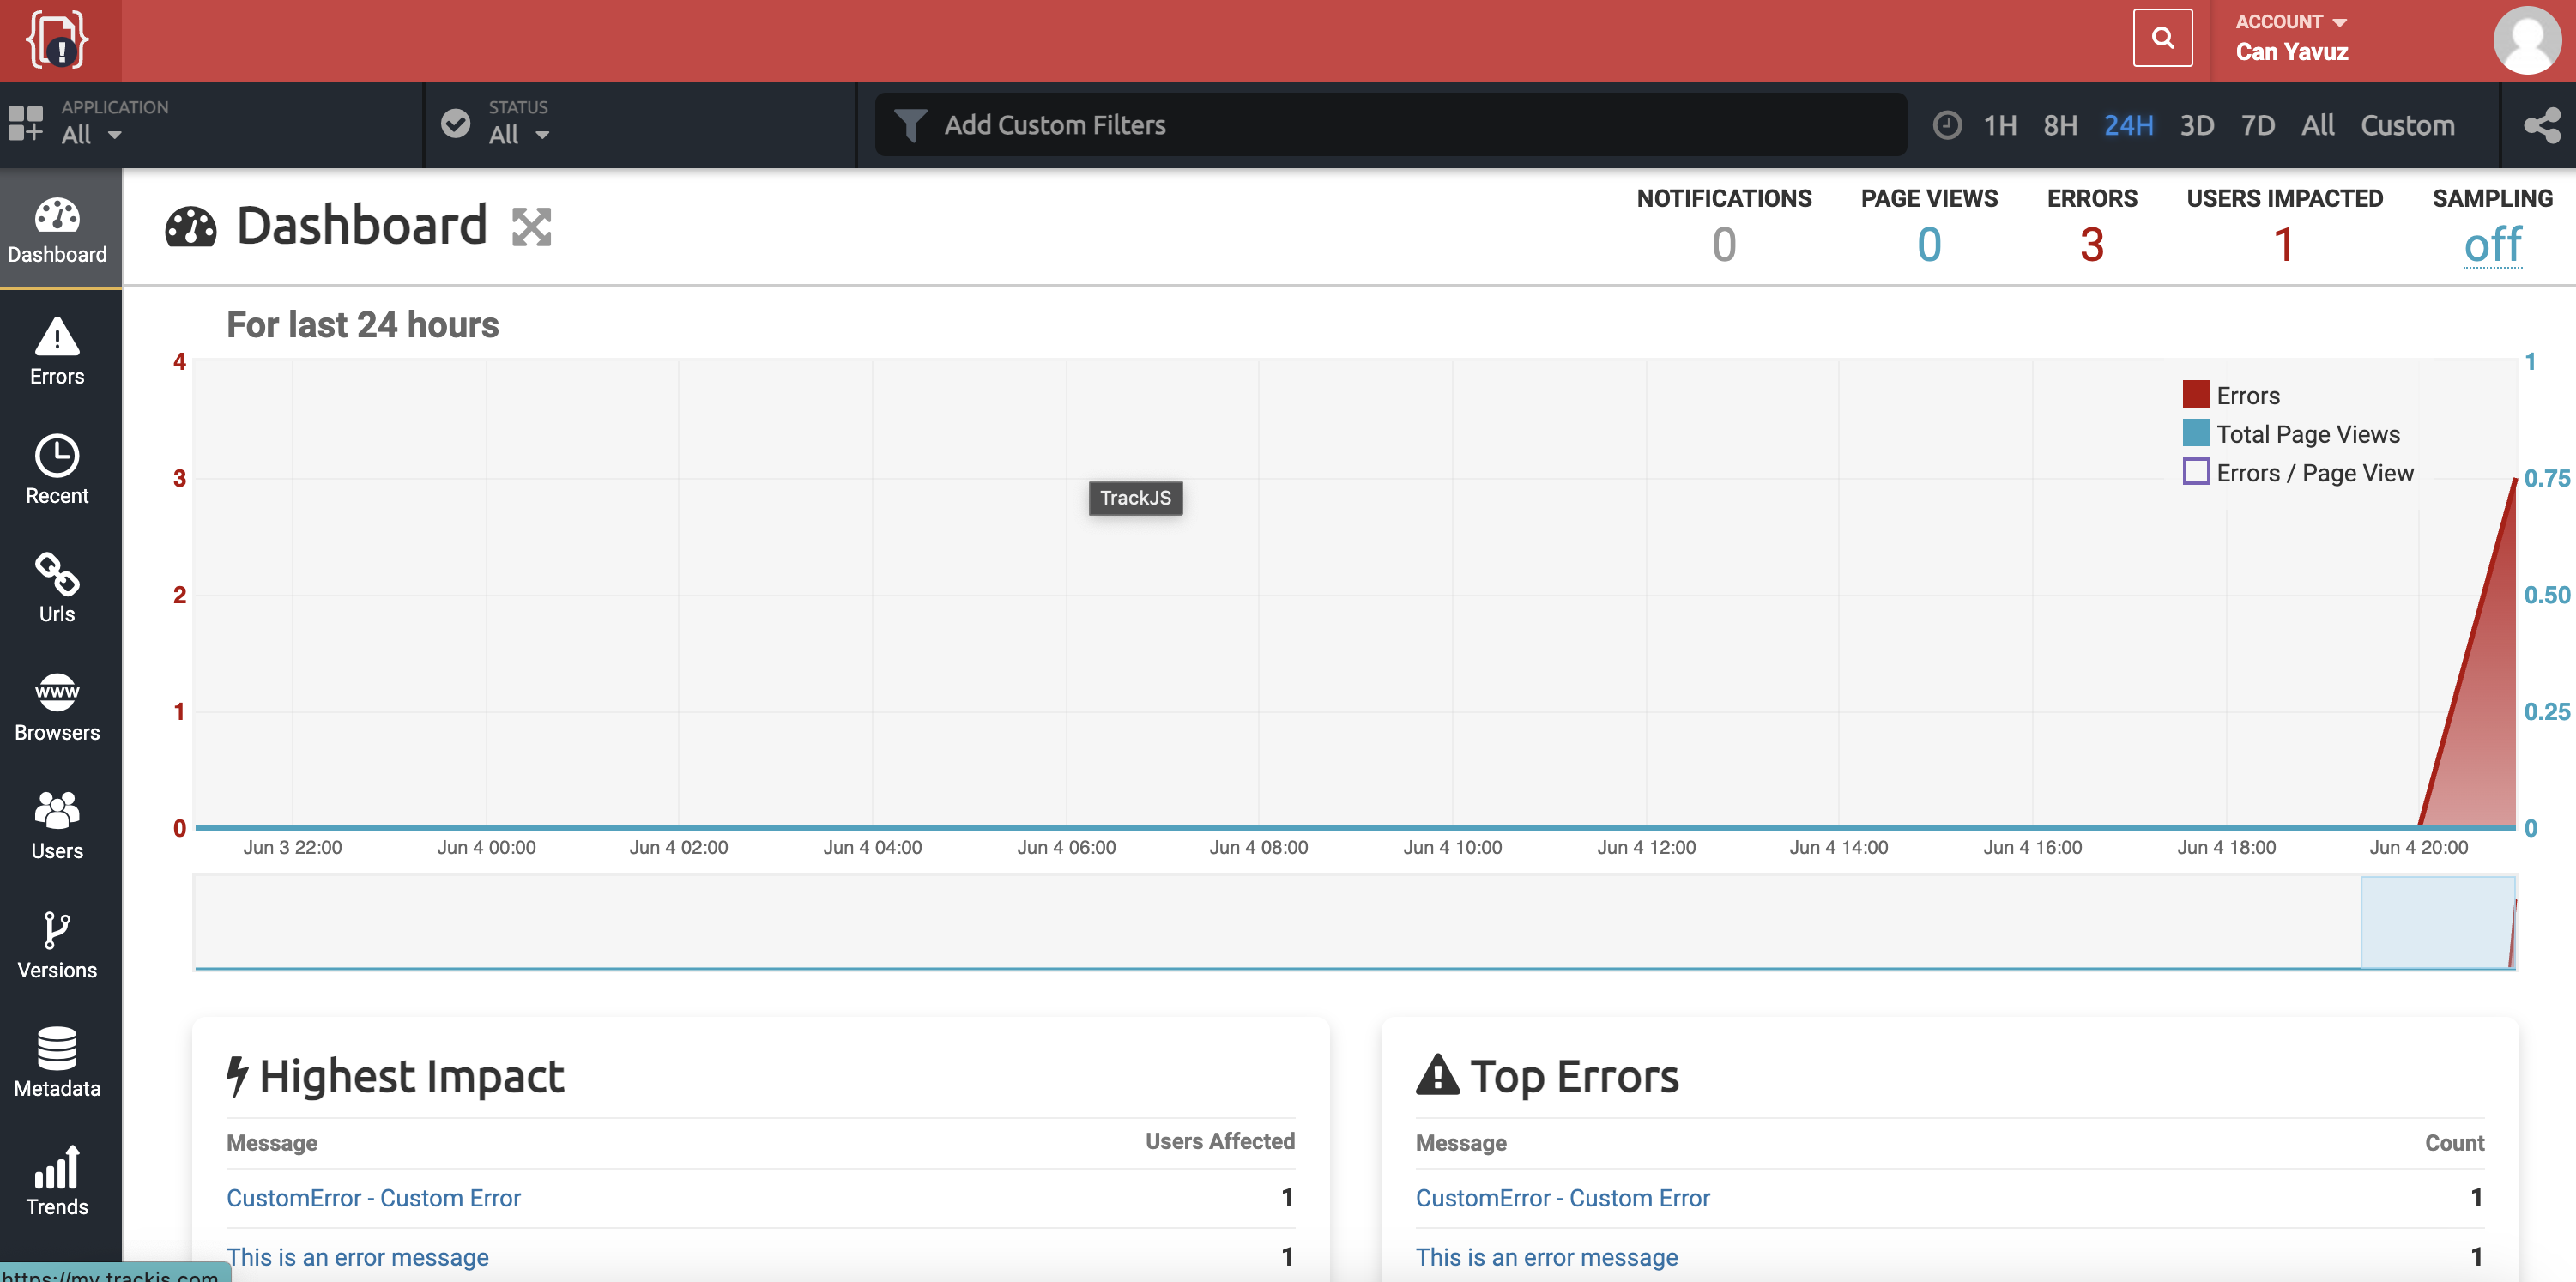 ACCOUNT
Can Yavuz
APPLICATION
All
STATUS
All
Add Custom Filters
1H 8H 24H 3D 7D All Custom
Dashboard
Errors
Recent
Urls
www
Browsers
Users
Versions
Metadata
Trends
Dashboard
NOTIFICATIONS PAGE VIEWS ERRORS USERS IMPACTED SAMPLING
0 0 3 1 off
For last 24 hours
4 1
3 0.75
2 0.50
1 0.25
0 0
Errors
Total Page Views
Errors / Page View
TrackJS
Jun 3 22:00 Jun 4 00:00 Jun 4 02:00 Jun 4 04:00 Jun 4 06:00 Jun 4 08:00 Jun 4 10:00 Jun 4 12:00 Jun 4 14:00 Jun 4 16:00 Jun 4 18:00 Jun 4 20:00
Highest Impact
Message Users Affected
CustomError - Custom Error 1
This is an error message 1
Top Errors
Message Count
CustomError - Custom Error 1
This is an error message 1
https://my.trackjs.com